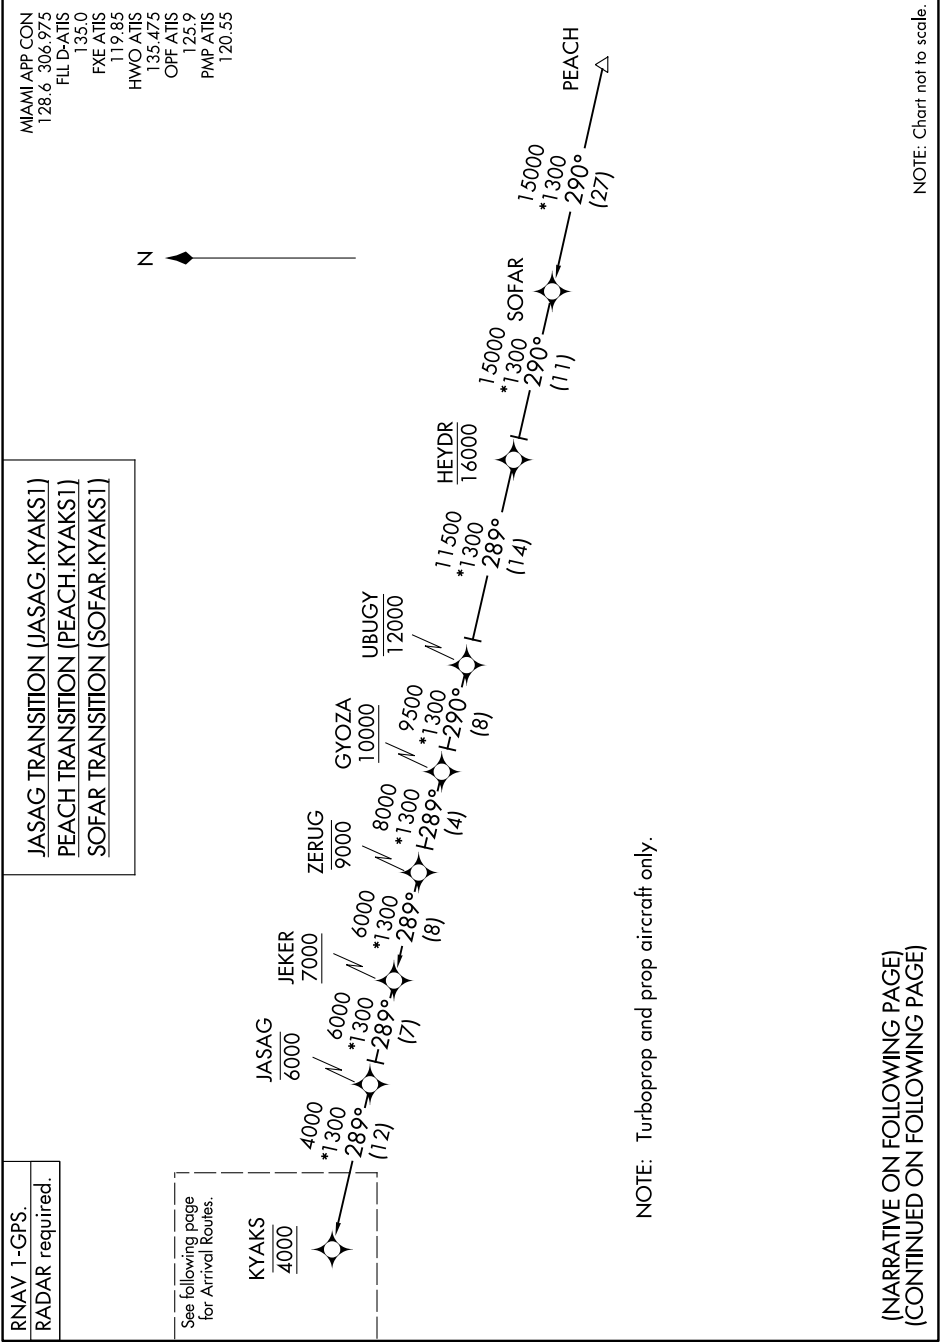 RNAV 1-GPS.
RADAR required.
JASAG TRANSITION (JASAG.KYAKS1)
PEACH TRANSITION (PEACH.KYAKS1)
SOFAR TRANSITION (SOFAR.KYAKS1)
MIAMI APP CON
128.6 306.975
FLL D-ATIS
135.0
FXE ATIS
119.85
HWO ATIS
135.475
OPF ATIS
125.9
PMP ATIS
120.55
N
See following page
for Arrival Routes.
KYAKS
4000
4000
*1300
289°
(12)
JASAG
6000
6000
*1300
289°
(7)
JEKER
7000
6000
*1300
289°
(8)
ZERUG
9000
8000
*1300
289°
(4)
GYOZA
10000
9500
*1300
290°
(8)
UBUGY
12000
11500
*1300
289°
(14)
HEYDR
16000
15000
*1300
290°
(11)
SOFAR
15000
*1300
290°
(27)
PEACH
NOTE: Turboprop and prop aircraft only.
(NARRATIVE ON FOLLOWING PAGE)
(CONTINUED ON FOLLOWING PAGE)
NOTE: Chart not to scale.